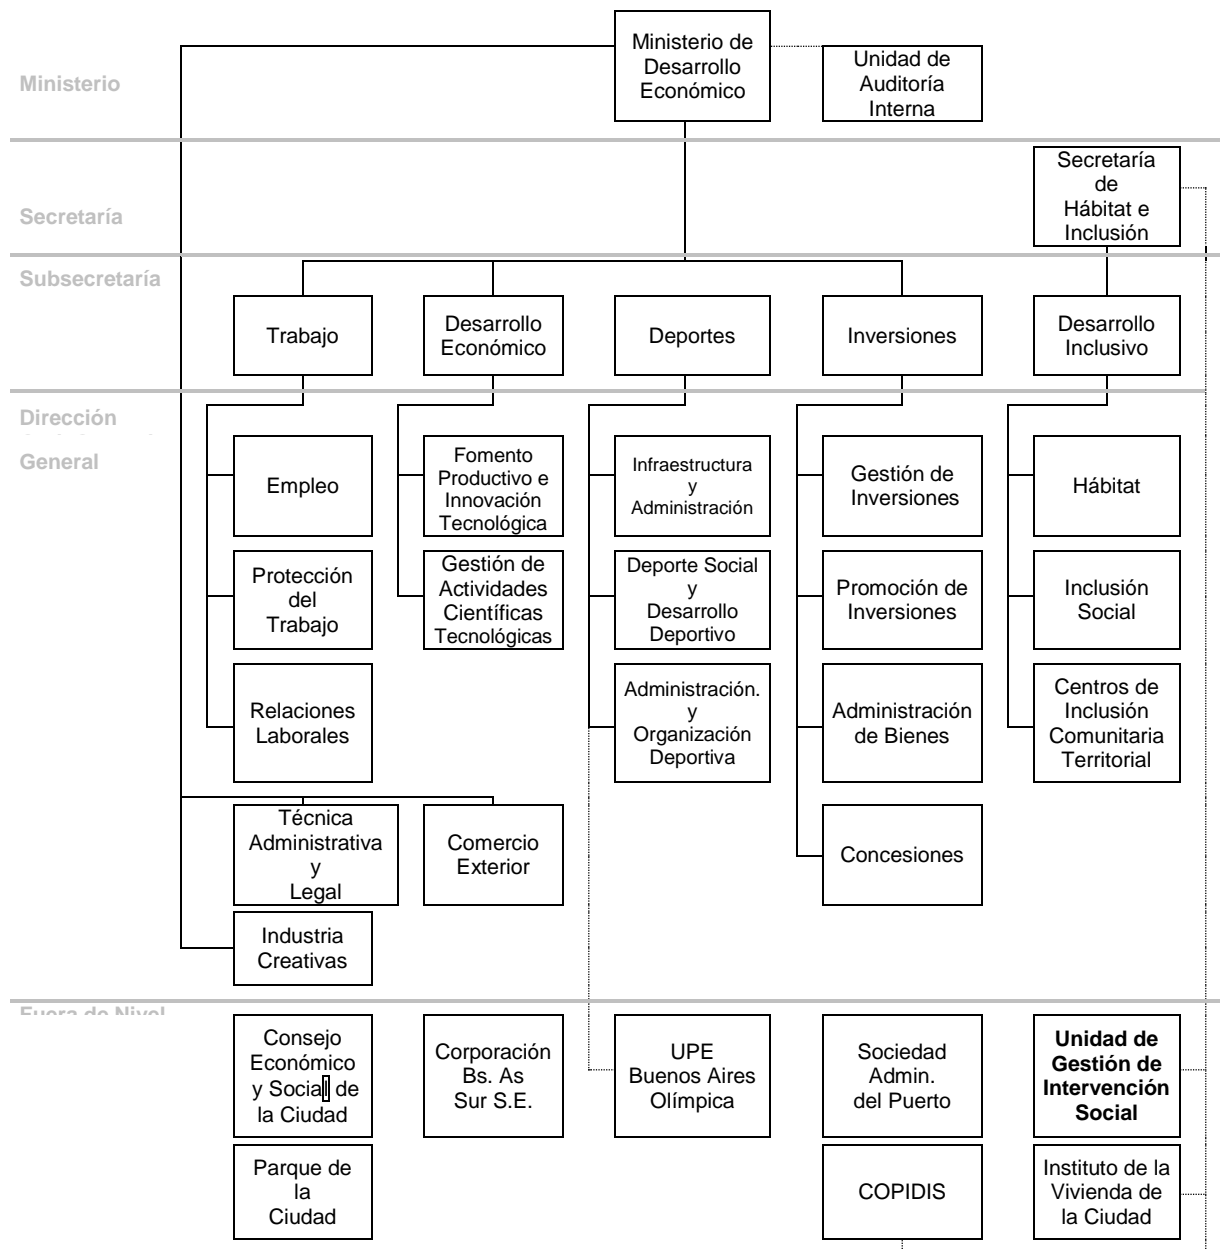 Ministerio de
Desarrollo
Económico
Unidad de
Auditoría
Interna
Ministerio
Secretaría
de
Hábitat e
Inclusión
Secretaría
Subsecretaría
Trabajo
Desarrollo
Económico
Deportes
Inversiones
Desarrollo
Inclusivo
Dirección
General
Empleo
Fomento
Productivo e
Innovación
Tecnológica
Infraestructura
y
Administración
Gestión de
Inversiones
Hábitat
Protección
del
Trabajo
Gestión de
Actividades
Científicas
Tecnológicas
Deporte Social
y
Desarrollo
Deportivo
Promoción de
Inversiones
Inclusión
Social
Relaciones
Laborales
Administración.
y
Organización
Deportiva
Administración
de Bienes
Centros de
Inclusión
Comunitaria
Territorial
Técnica
Administrativa
y
Legal
Comercio
Exterior
Concesiones
Industria
Creativas
Fuera de Nivel
Consejo
Económico
y Social de
la Ciudad
Corporación
Bs. As
Sur S.E.
UPE
Buenos Aires
Olímpica
Sociedad
Admin.
del Puerto
Unidad de
Gestión de
Intervención
Social
Parque de
la
Ciudad
COPIDIS
Instituto de la
Vivienda de
la Ciudad